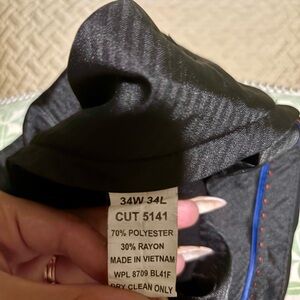 34W 34L
CUT 5141
70% POLYESTER
30% RAYON
MADE IN VIETNAM
WPL 8709 BL41F
DRY CLEAN ONLY